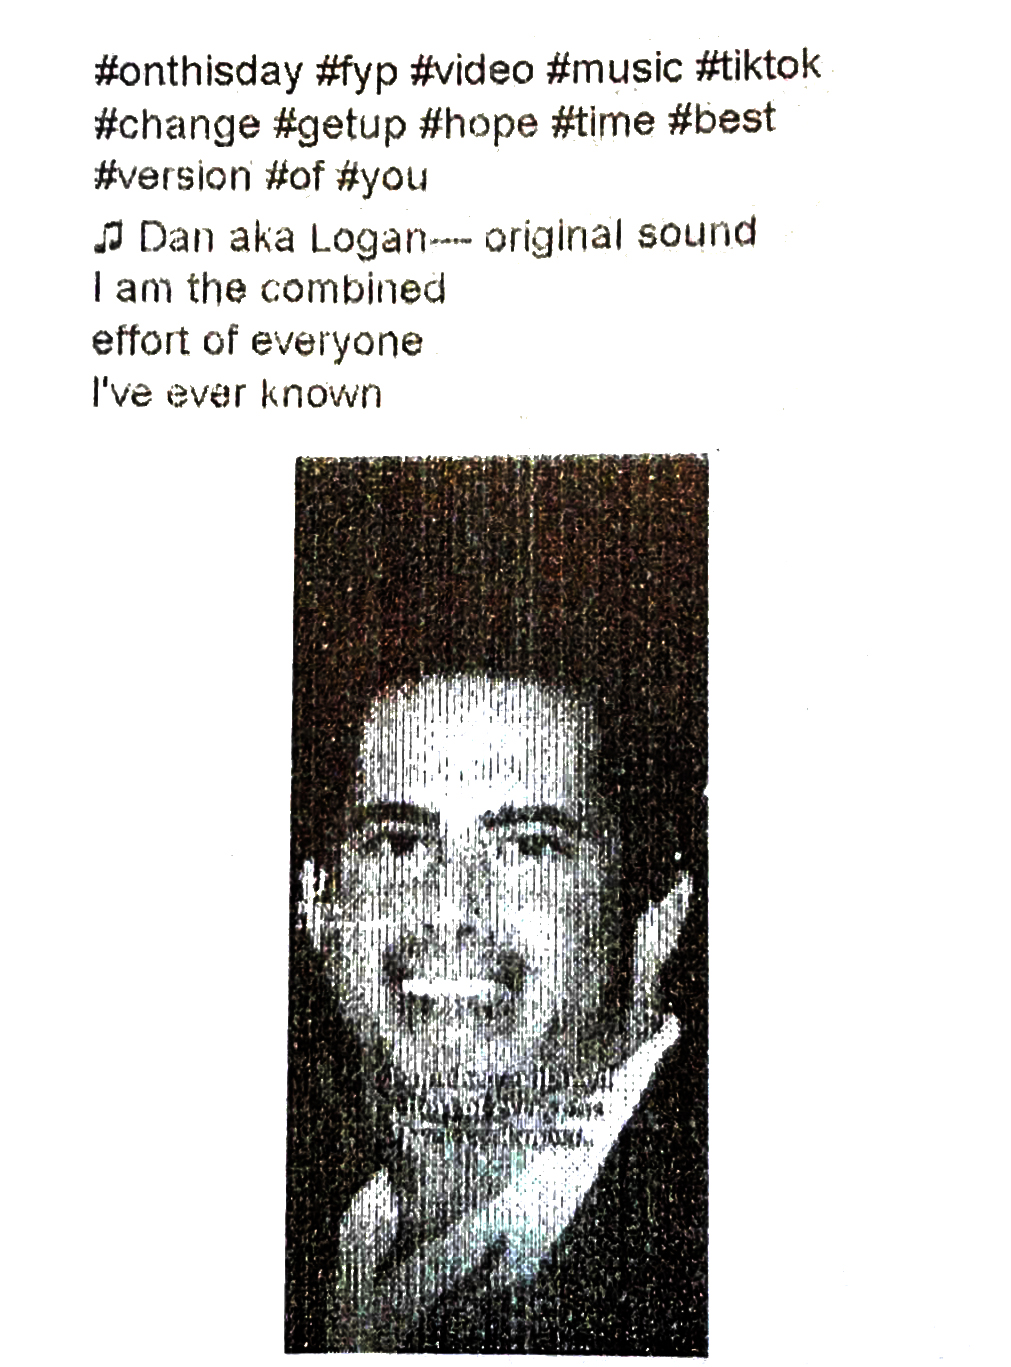 #onthisday #fyp #video #music #tiktok
#change #getup #hope #time #best
#version #of #you
♫ Dan aka Logan--- original sound
I am the combined
effort of everyone
I've ever known